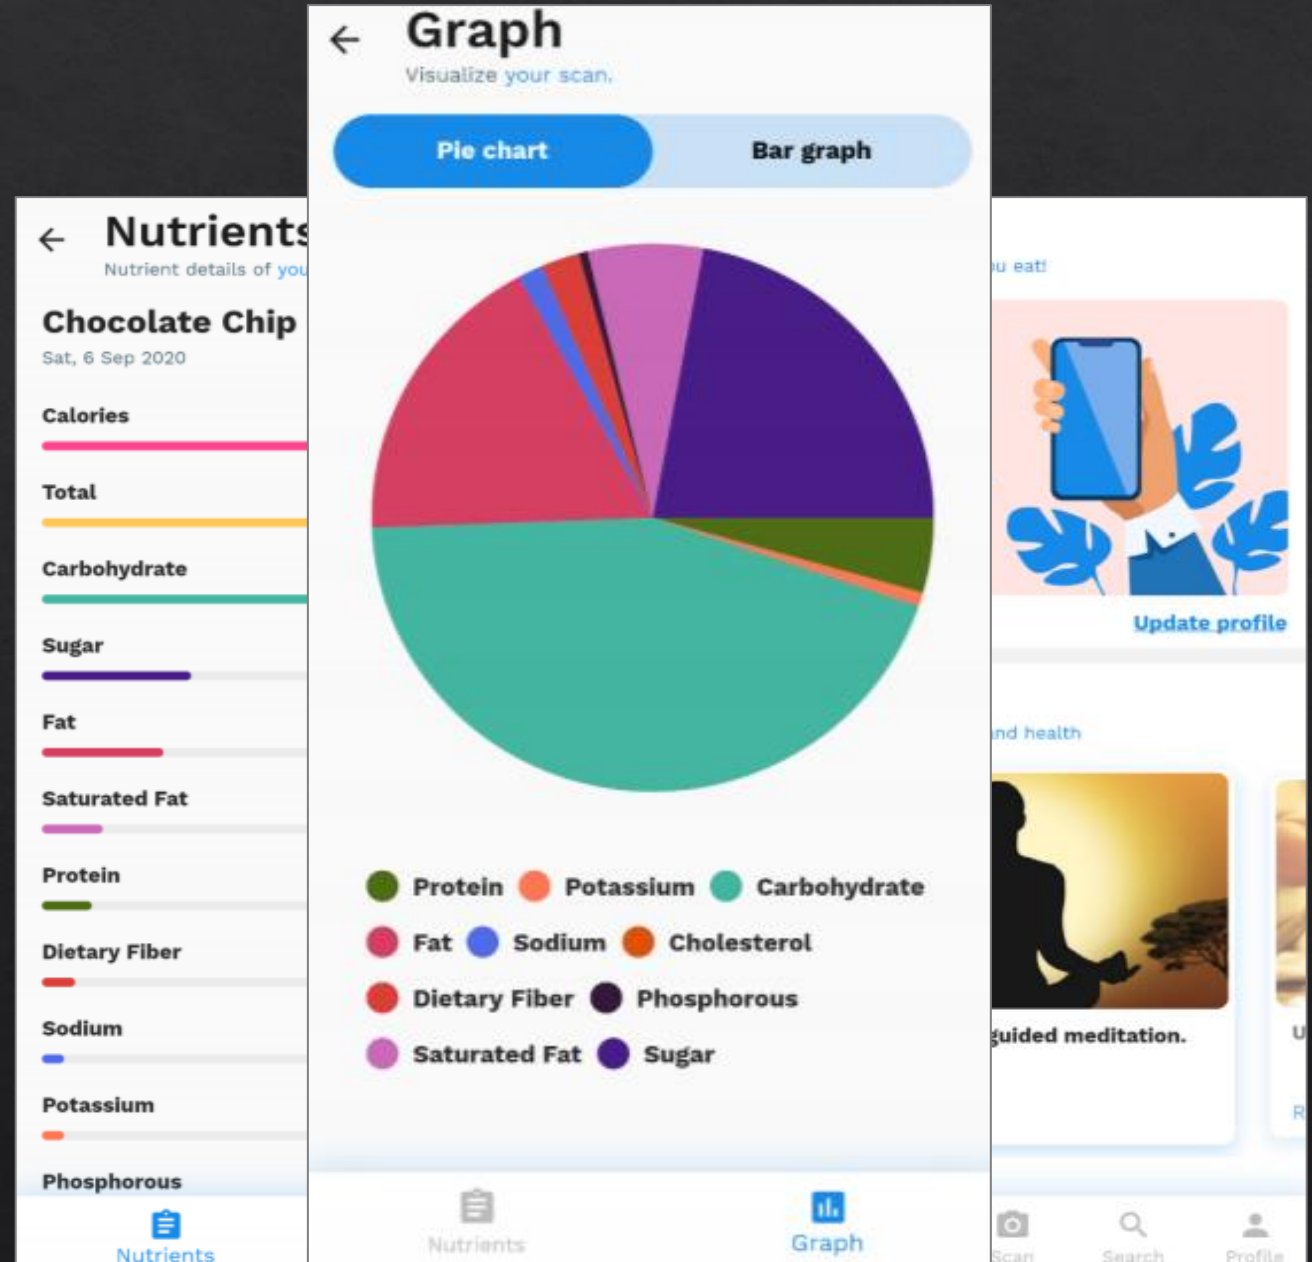 Graph
Visualize your scan.
Pie chart
Bar graph
Protein Potassium Carbohydrate
Fat Sodium Cholesterol
Dietary Fiber Phosphorous
Saturated Fat Sugar
Nutrients
Graph
Nutrients
Nutrient details of you
Chocolate Chip
Sat, 6 Sep 2020
Calories
Total
Carbohydrate
Sugar
Fat
Saturated Fat
Protein
Dietary Fiber
Sodium
Potassium
Phosphorous
Nutrients
u eat!
Update profile
nd health
guided meditation.
U
R
Scan
Search
Profile